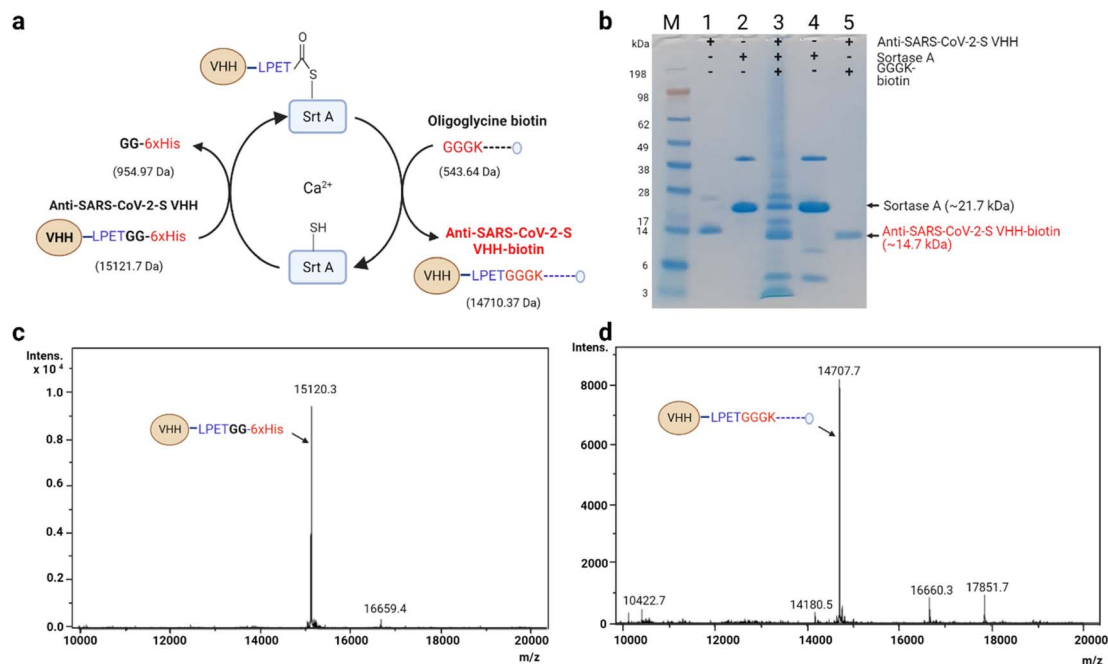 a
O
VHH
LPET
C
S
Srt A
GG-6xHis
(954.97 Da)
Anti-SARS-CoV-2-S VHH
VHH
LPETGG-6xHis
(15121.7 Da)
Ca2+
SH
Srt A
Oligoglycine biotin
GGGK
(543.64 Da)
Anti-SARS-CoV-2-S
VHH-biotin
VHH
LPETGGGK
(14710.37 Da)
b
M 1 2 3 4 5
kDa
+ - + - + Anti-SARS-CoV-2-S VHH
- + + + - Sortase A
- - + - + GGGK-
biotin
198
98
62
49
38
28
17
14
6
3
Sortase A (~21.7 kDa)
Anti-SARS-CoV-2-S VHH-biotin
(~14.7 kDa)
c
Intens.
x 10 4
1.0
0.8
0.6
0.4
0.2
0.0
15120.3
VHH
LPETGG-6xHis
16659.4
10000 12000 14000 16000 18000 20000
m/z
d
Intens.
8000
6000
4000
2000
0
14707.7
VHH
LPETGGGK
10422.7
14180.5
16660.3
17851.7
10000 12000 14000 16000 18000 20000
m/z